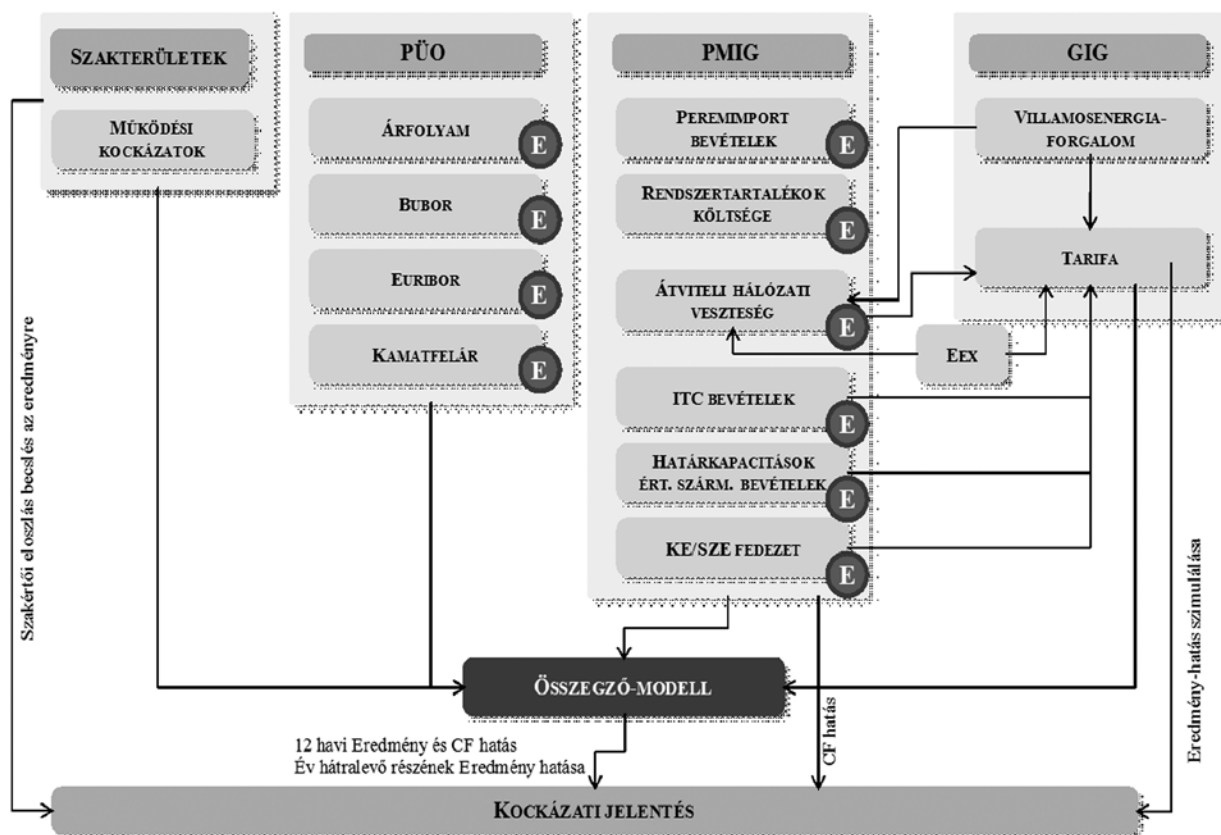 SZAKTERÜLETEK
MŰKÖDÉSI
KOCKÁZATOK
PÜO
ÁRFOLYAM
E
BUBOR
E
EURIBOR
E
KAMATFELÁR
E
PMIG
PEREMIMPORT
BEVÉTELEK
E
RENDSZERTARTALÉKOK
KÖLTSÉGE
E
ÁTVITELI HÁLÓZATI
VESZTESÉG
E
ITC BEVÉTELEK
E
HATÁRKAPACITÁSOK
ÉRT. SZÁRM. BEVÉTELEK
E
KE/SZE FEDEZET
E
GIG
VILLAMOSENERGIA-
FORGALOM
TARIFA
EEX
Szakértői eloszlás becslés az eredményre
Eredmény-hatás szimulálása
ÖSSZEGZŐ-MODELL
CF hatás
12 havi Eredmény és CF hatás
Év hátralevő részének Eredmény hatása
KOCKÁZATI JELENTÉS